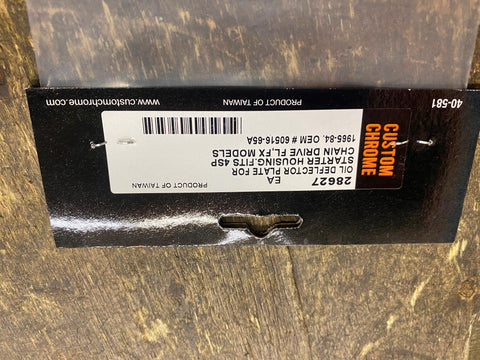 CUSTOM
CHROME
28627
EA
OIL DEFLECTOR PLATE FOR
STARTER HOUSING:FITS 4SP
CHAIN DRIVE FL,FX MODELS
1965-84, OEM # 60516-65A
PRODUCT OF TAIWAN
40-581
PRODUCT OF TAIWAN
www.customchrome.com